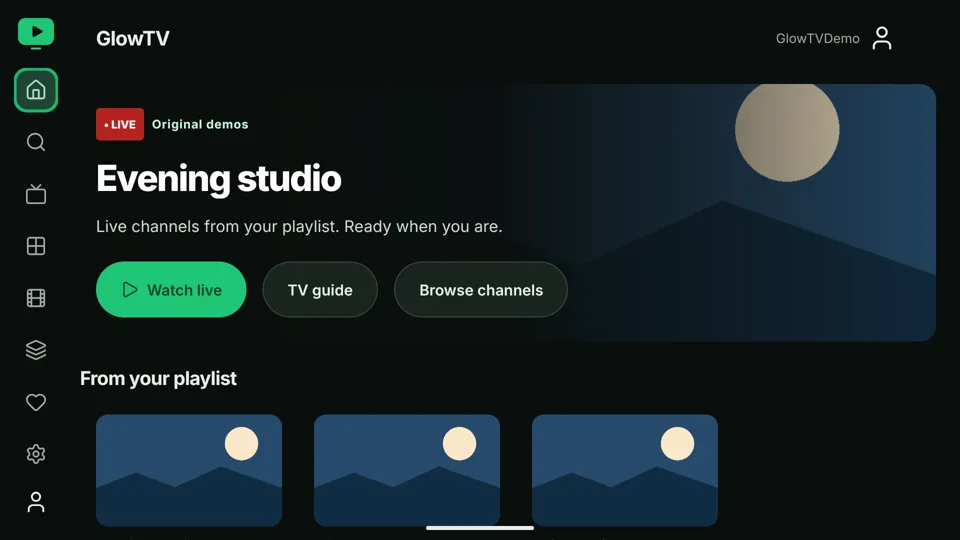 GlowTV
GlowTVDemo
• LIVE Original demos
Evening studio
Live channels from your playlist. Ready when you are.
Watch live
TV guide
Browse channels
From your playlist